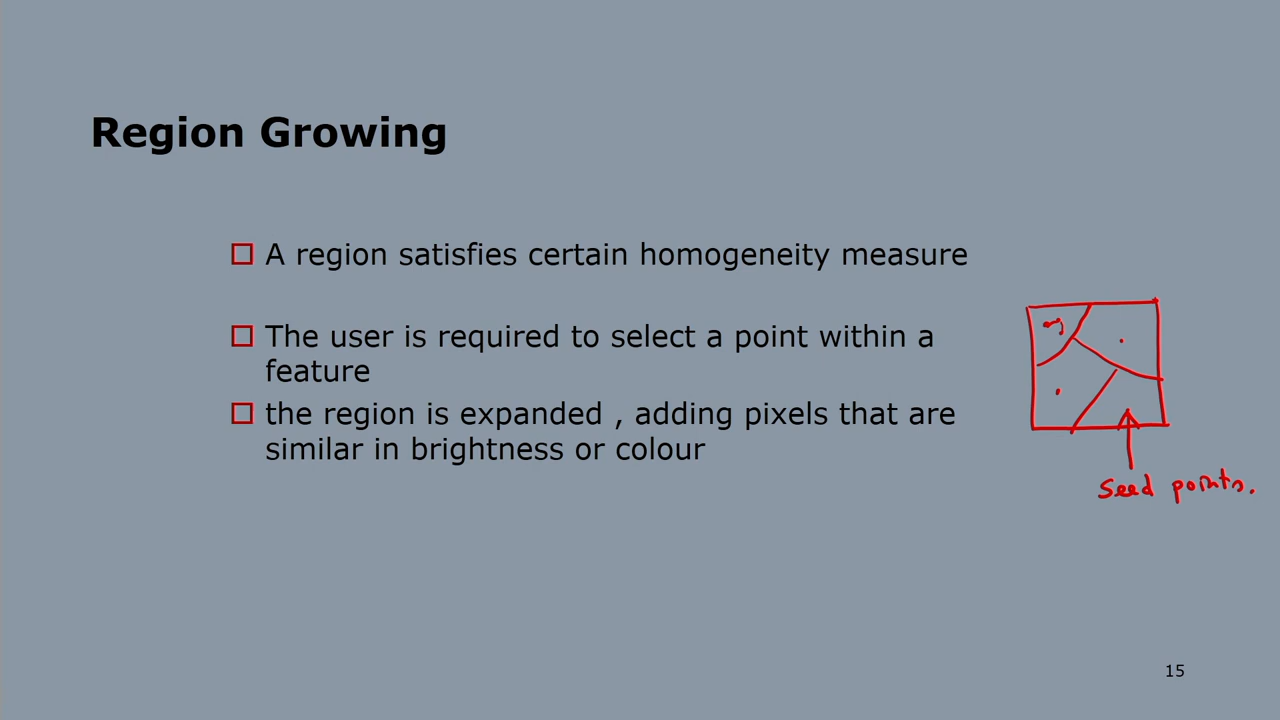 Region Growing
A region satisfies certain homogeneity measure
The user is required to select a point within a
feature
the region is expanded , adding pixels that are
similar in brightness or colour
Seed points.
15